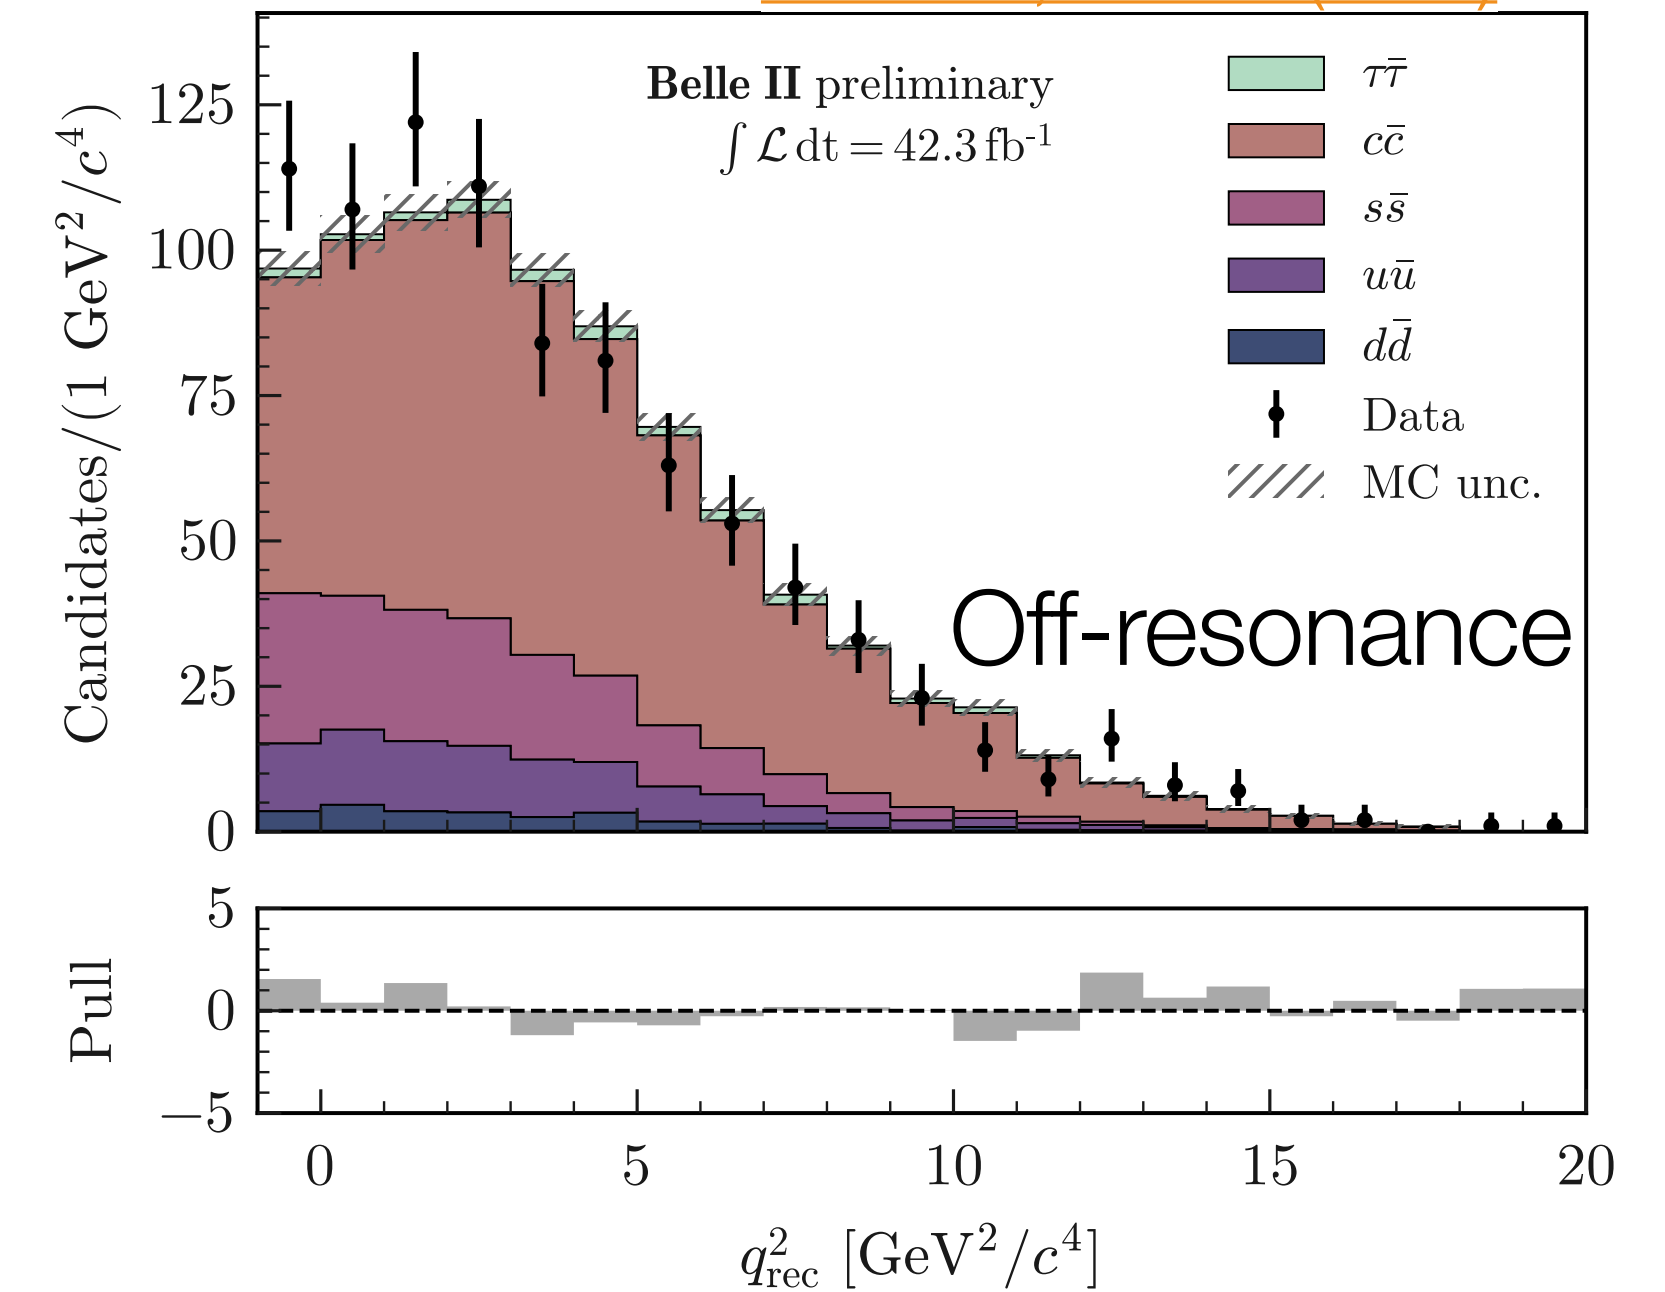 Belle II preliminary
∫ ℒ dt = 42.3 fb⁻¹
ττ̄
cc̄
ss̄
uū
dd̄
Data
MC unc.
Off-resonance
Candidates/(1 GeV²/c⁴)
125
100
75
50
25
0
Pull
5
0
−5
0 5 10 15 20
q²rec [GeV²/c⁴]